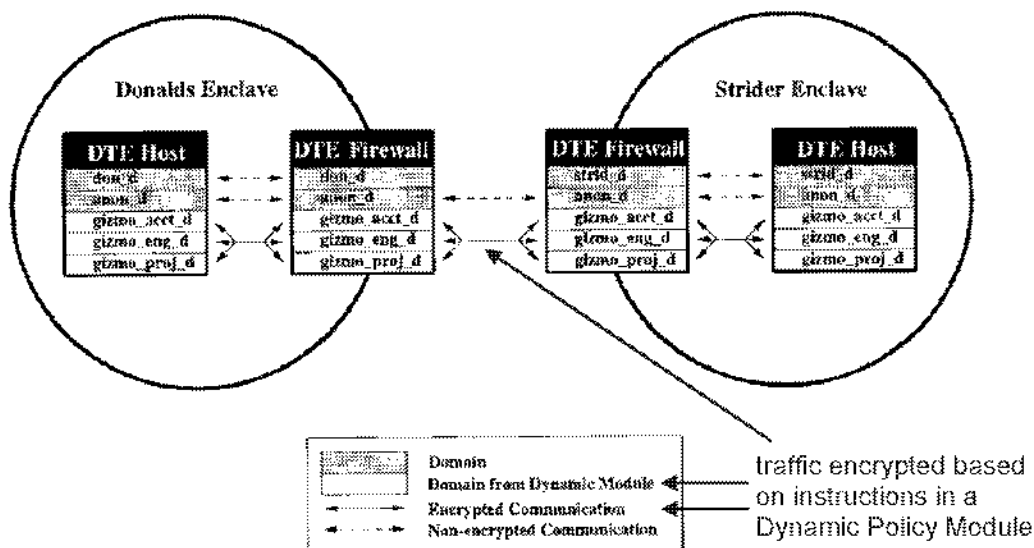 Donalds Enclave
Strider Enclave
DTE Host
don_d
anon_d
gizmo_acct_d
gizmo_eng_d
gizmo_proj_d
DTE Firewall
don_d
anon_d
gizmo_acct_d
gizmo_eng_d
gizmo_proj_d
DTE Firewall
strid_d
anon_d
gizmo_acct_d
gizmo_eng_d
gizmo_proj_d
DTE Host
strid_d
anon_d
gizmo_acct_d
gizmo_eng_d
gizmo_proj_d
Domain
Domain from Dynamic Module
Encrypted Communication
Non-encrypted Communication
traffic encrypted based
on instructions in a
Dynamic Policy Module